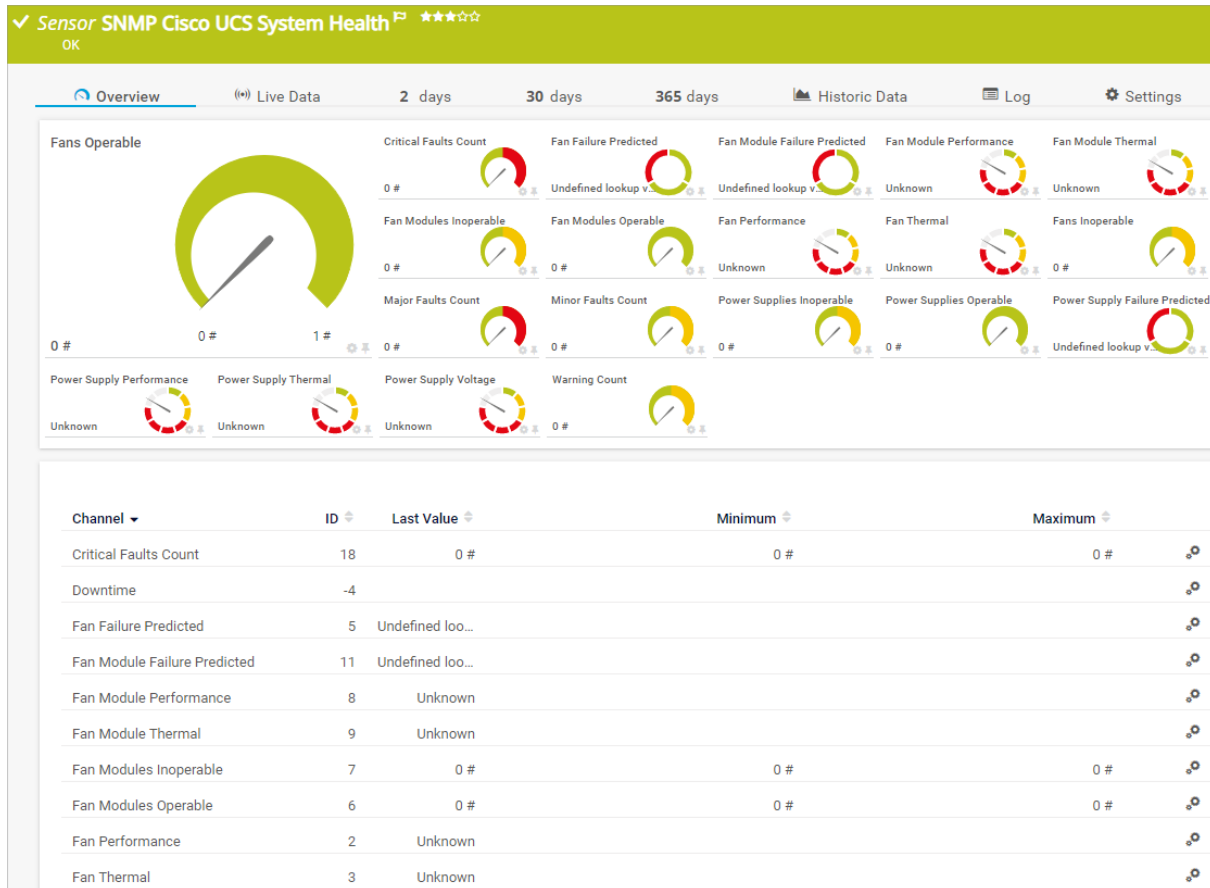 Sensor SNMP Cisco UCS System Health
OK
Overview Live Data 2 days 30 days 365 days Historic Data Log Settings
Fans Operable
0 #
1 #
0 #
Critical Faults Count
0 #
Fan Failure Predicted
Undefined lookup v...
Fan Module Failure Predicted
Undefined lookup v...
Fan Module Performance
Unknown
Fan Module Thermal
Unknown
Fan Modules Inoperable
0 #
Fan Modules Operable
0 #
Fan Performance
Unknown
Fan Thermal
Unknown
Fans Inoperable
0 #
Major Faults Count
0 #
Minor Faults Count
0 #
Power Supplies Inoperable
0 #
Power Supplies Operable
0 #
Power Supply Failure Predicted
Undefined lookup v...
Power Supply Performance
Unknown
Power Supply Thermal
Unknown
Power Supply Voltage
Unknown
Warning Count
0 #
Channel ID Last Value Minimum Maximum
Critical Faults Count 18 0 # 0 # 0 #
Downtime -4
Fan Failure Predicted 5 Undefined loo...
Fan Module Failure Predicted 11 Undefined loo...
Fan Module Performance 8 Unknown
Fan Module Thermal 9 Unknown
Fan Modules Inoperable 7 0 # 0 # 0 #
Fan Modules Operable 6 0 # 0 # 0 #
Fan Performance 2 Unknown
Fan Thermal 3 Unknown